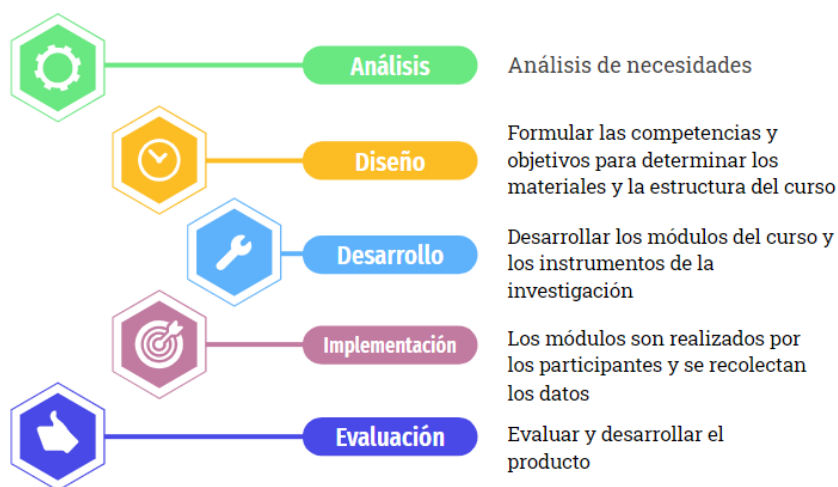 Análisis
Análisis de necesidades
Diseño
Formular las competencias y
objetivos para determinar los
materiales y la estructura del curso
Desarrollo
Desarrollar los módulos del curso y
los instrumentos de la
investigación
Implementación
Los módulos son realizados por
los participantes y se recolectan
los datos
Evaluación
Evaluar y desarrollar el
producto